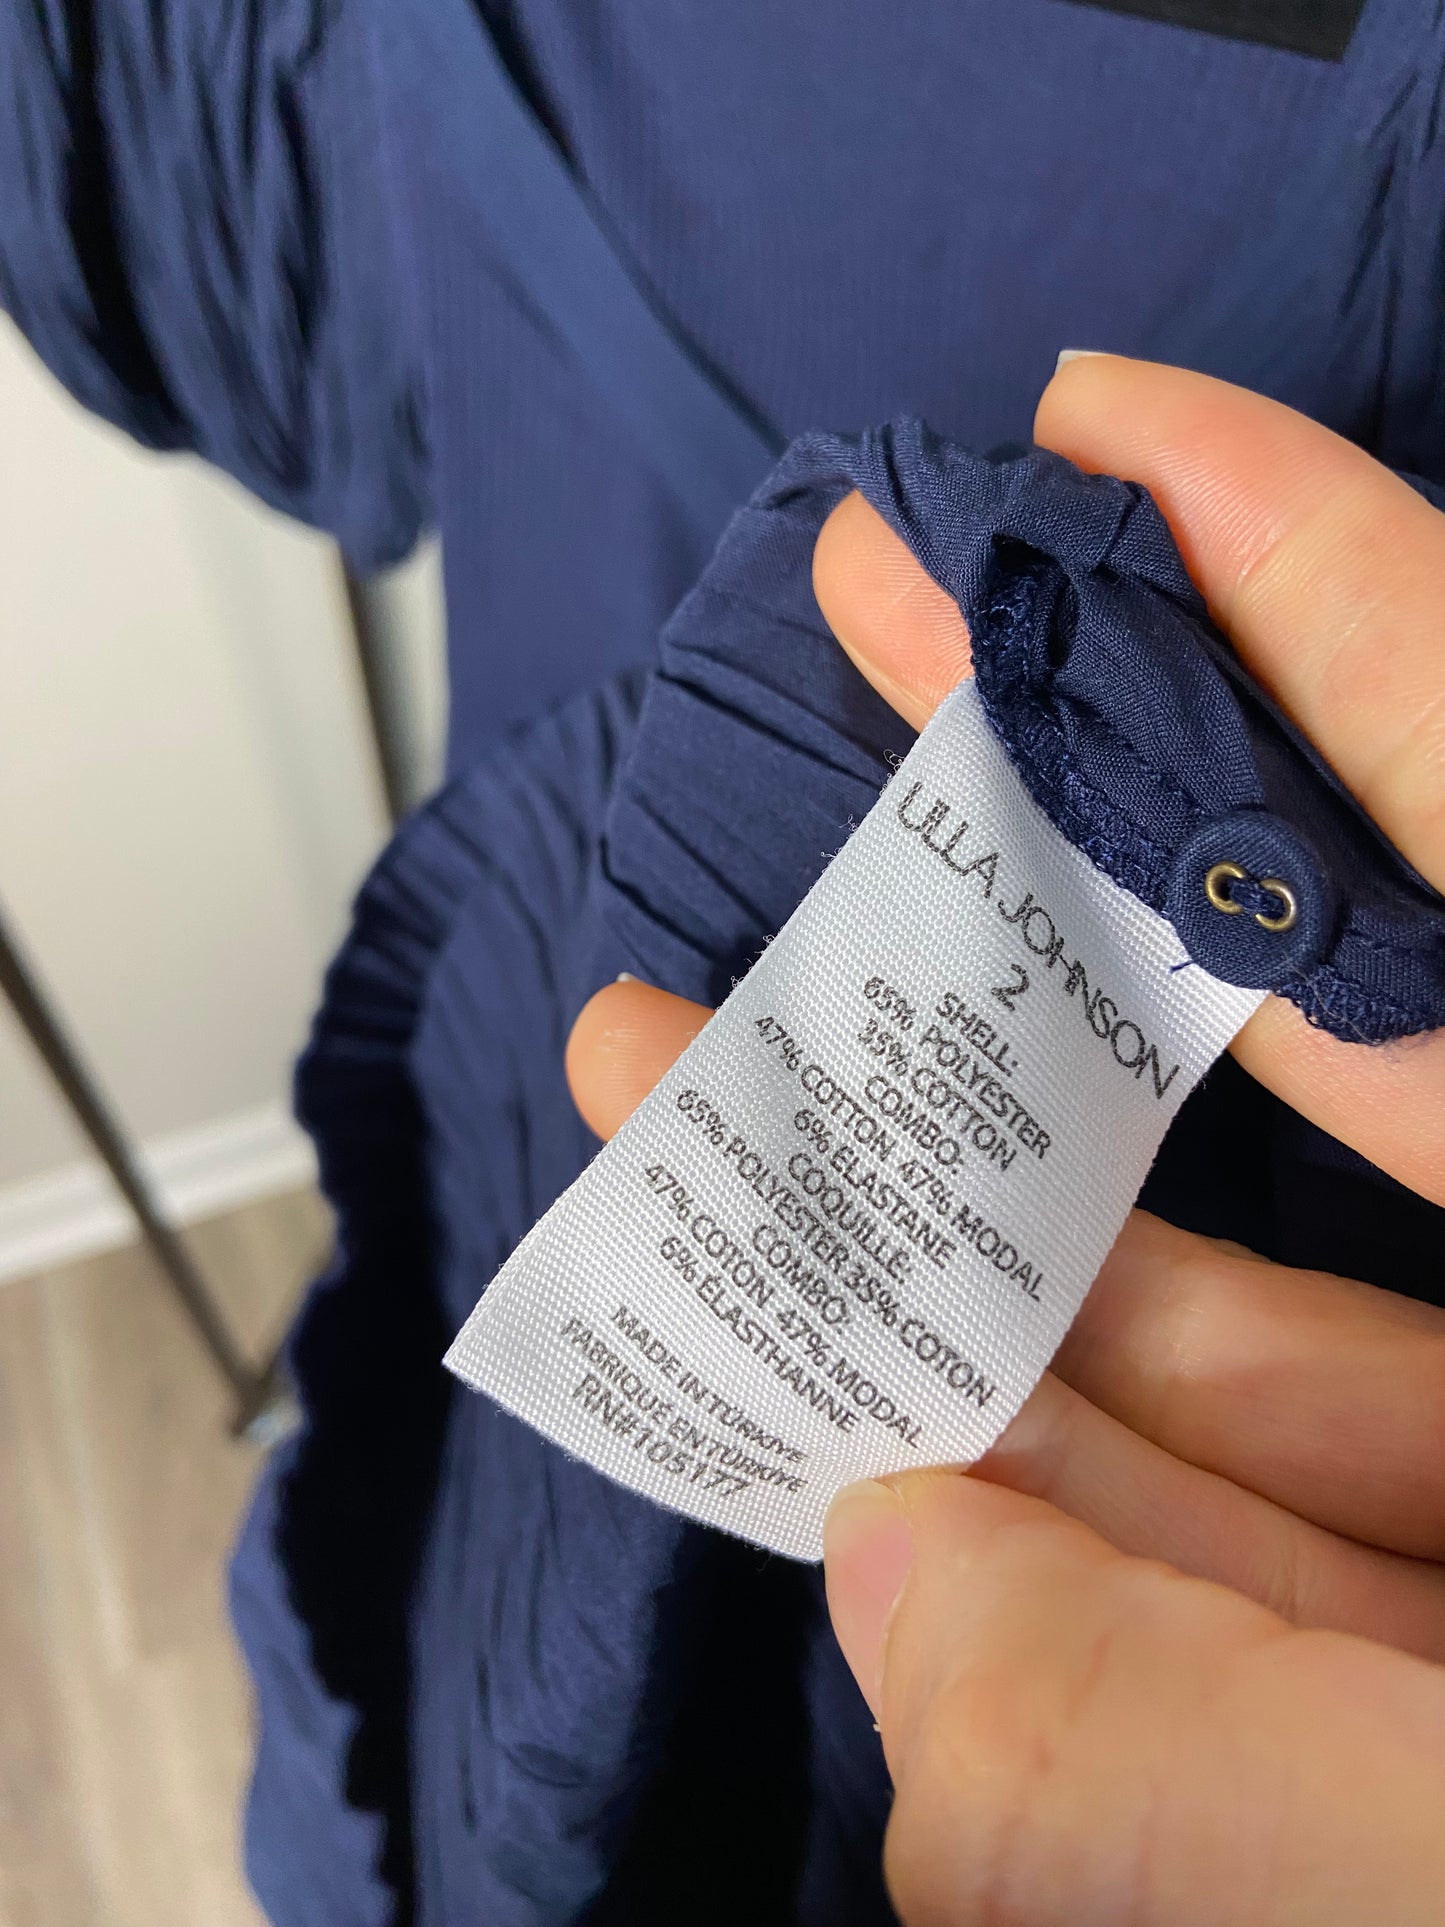 ULLA JOHNSON
2
SHELL:
65% POLYESTER
35% COTTON
COMBO:
47% COTTON 47% MODAL
6% ELASTANE
COQUILLE:
65% POLYESTER 35% COTON
COMBO:
47% COTON 47% MODAL
6% ÉLASTHANNE
MADE IN TÜRKIYE
FABRIQUÉ EN TÜRKIYE
RN#105177